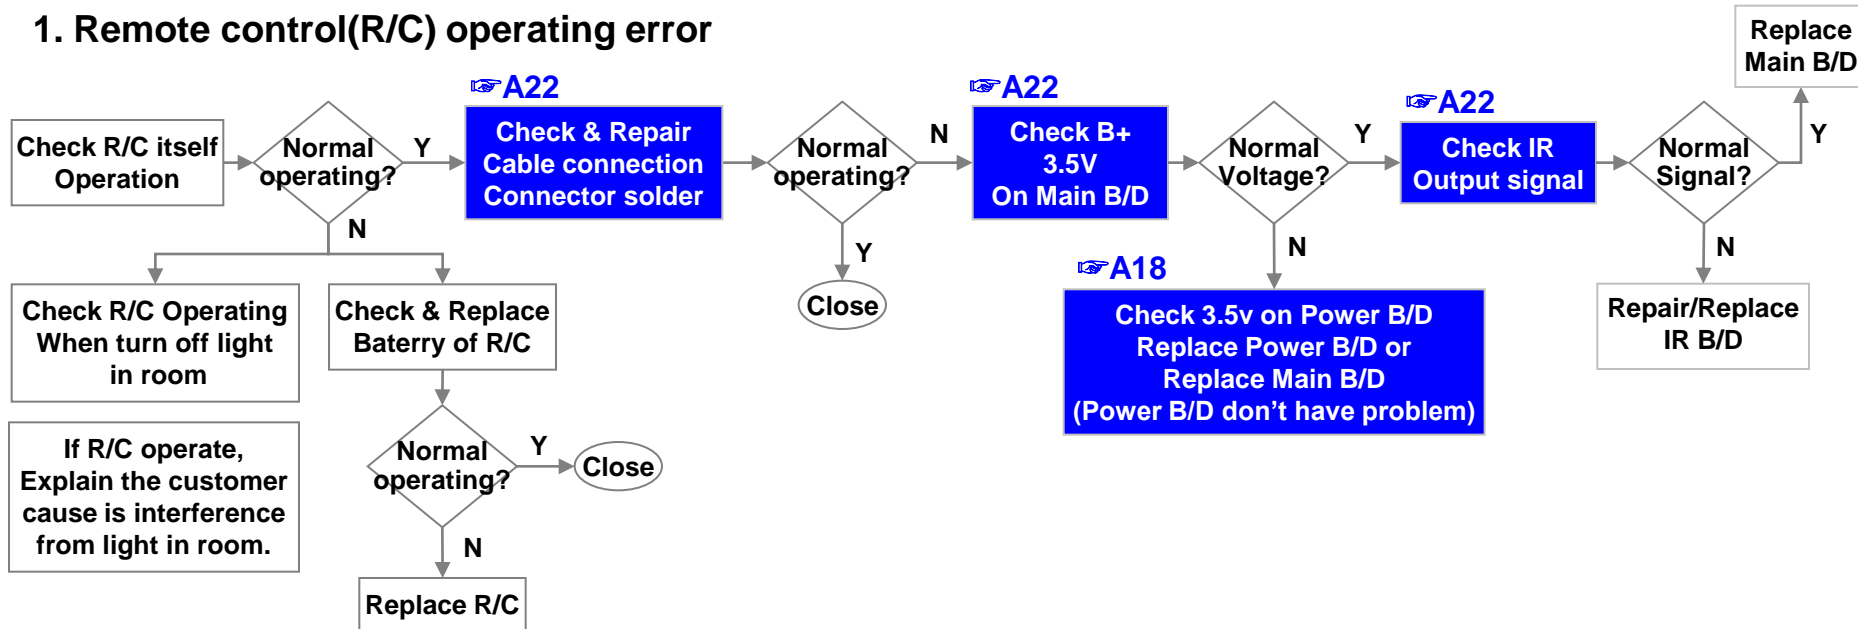 1. Remote control(R/C) operating error
Replace
Main B/D
☞A22
☞A22
☞A22
Check R/C itself
Operation
Normal
operating?
Y
N
Check & Repair
Cable connection
Connector solder
Normal
operating?
N
Y
Close
Check B+
3.5V
On Main B/D
Normal
Voltage?
Y
N
Check IR
Output signal
Normal
Signal?
Y
N
☞A18
Check 3.5v on Power B/D
Replace Power B/D or
Replace Main B/D
(Power B/D don’t have problem)
Repair/Replace
IR B/D
Check R/C Operating
When turn off light
in room
Check & Replace
Baterry of R/C
If R/C operate,
Explain the customer
cause is interference
from light in room.
Normal
operating?
Y
Close
N
Replace R/C